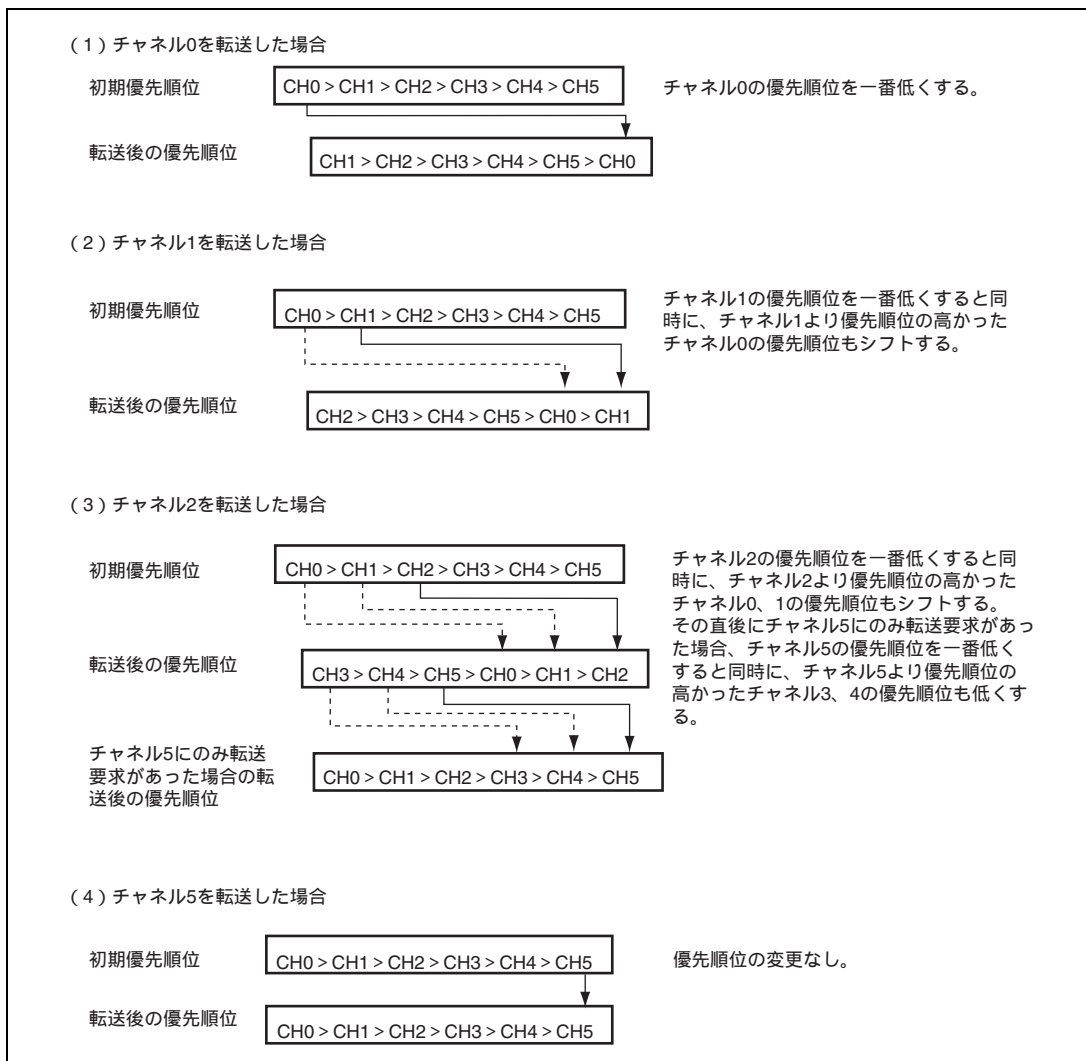 (1)チャネル0を転送した場合
初期優先順位
CH0 > CH1 > CH2 > CH3 > CH4 > CH5
チャネル0の優先順位を一番低くする。
転送後の優先順位
CH1 > CH2 > CH3 > CH4 > CH5 > CH0
(2)チャネル1を転送した場合
初期優先順位
CH0 > CH1 > CH2 > CH3 > CH4 > CH5
チャネル1の優先順位を一番低くすると同
時に、チャネル1より優先順位の高かった
チャネル0の優先順位もシフトする。
転送後の優先順位
CH2 > CH3 > CH4 > CH5 > CH0 > CH1
(3)チャネル2を転送した場合
初期優先順位
CH0 > CH1 > CH2 > CH3 > CH4 > CH5
チャネル2の優先順位を一番低くすると同
時に、チャネル2より優先順位の高かった
チャネル0、1の優先順位もシフトする。
その直後にチャネル5にのみ転送要求があっ
た場合、チャネル5の優先順位を一番低く
すると同時に、チャネル5より優先順位の
高かったチャネル3、4の優先順位も低くす
る。
転送後の優先順位
CH3 > CH4 > CH5 > CH0 > CH1 > CH2
チャネル5にのみ転送
要求があった場合の転
送後の優先順位
CH0 > CH1 > CH2 > CH3 > CH4 > CH5
(4)チャネル5を転送した場合
初期優先順位
CH0 > CH1 > CH2 > CH3 > CH4 > CH5
優先順位の変更なし。
転送後の優先順位
CH0 > CH1 > CH2 > CH3 > CH4 > CH5